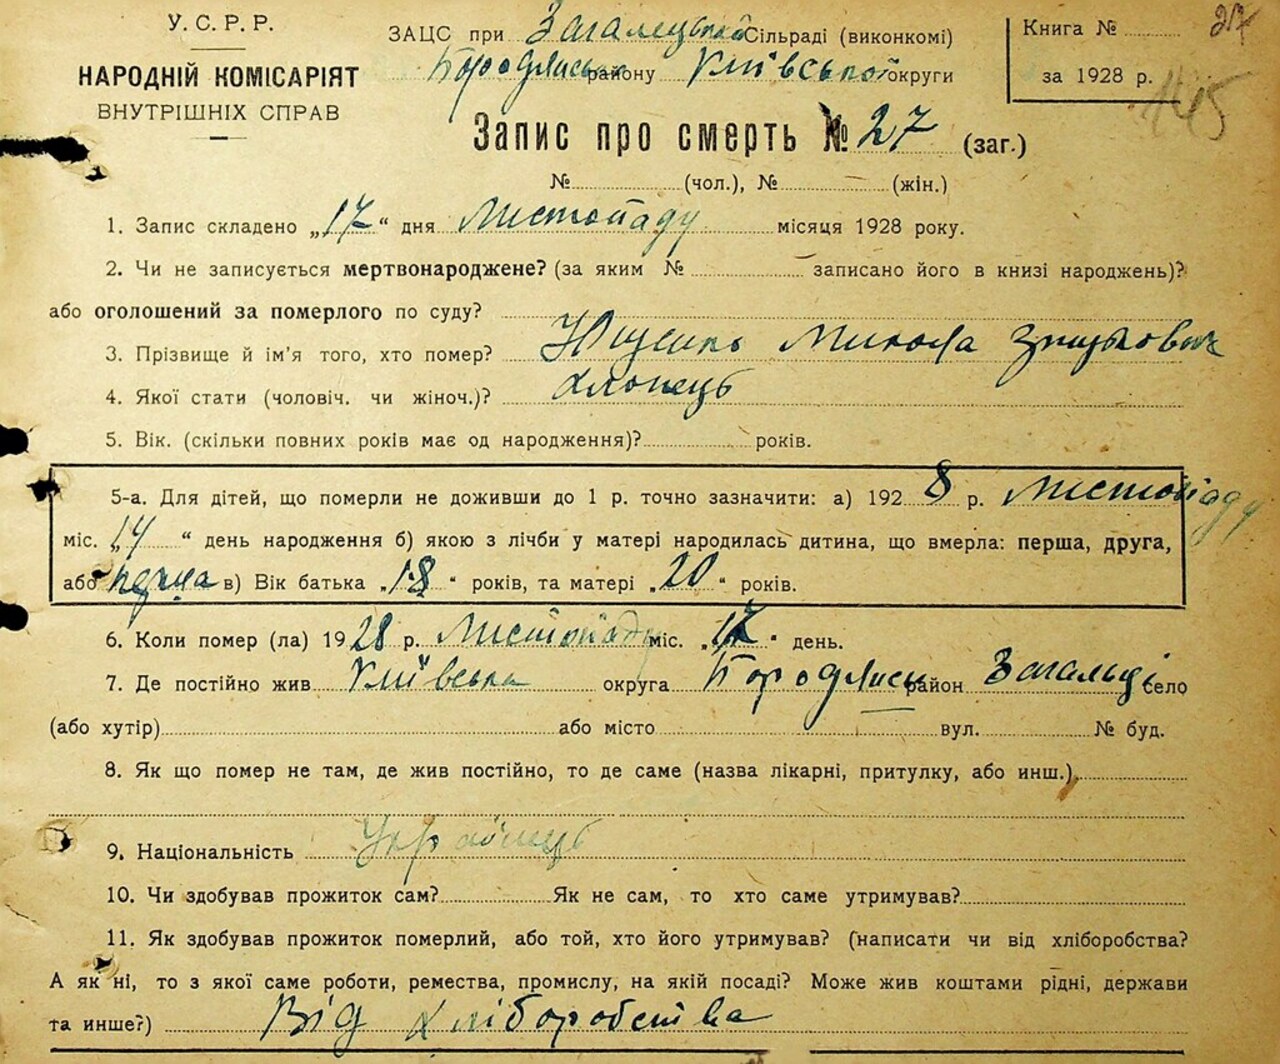 У. С. Р. Р.
НАРОДНІЙ КОМІСАРІЯТ
ВНУТРІШНІХ СПРАВ
ЗАЦС при Загалецькій Сільраді (виконкомі)
Бородянськ району Київської округи
Книга №
27
за 1928 р.
145
Запис про смерть № 27 (заг.)
№ (чол.), № (жін.)
1. Запис складено „17“ дня Листопаду місяця 1928 року.
2. Чи не записується мертвонароджене? (за яким № записано його в книзі народжень)?
або оголошений за померлого по суду?
3. Прізвище й ім’я того, хто помер? Ющенко Микола
4. Якої стати (чоловіч. чи жіноч.)? хлопець
5. Вік. (скільки повних років має од народження)? років.
5-а. Для дітей, що померли не доживши до 1 р. точно зазначити: а) 1928 р. Листопаду
міс. „14“ день народження б) якою з лічби у матері народилась дитина, що вмерла: перша, друга,
або перша в) Вік батька „18“ років, та матері „20“ років.
6. Коли помер (ла) 1928 р. Листопаду міс. „17“ день.
7. Де постійно жив Київська округа Бородянськ район Загальці село
(або хутір) або місто вул. № буд.
8. Як що помер не там, де жив постійно, то де саме (назва лікарні, притулку, або инш.)
9. Національність Українець
10. Чи здобував прожиток сам? Як не сам, то хто саме утримував?
11. Як здобував прожиток померлий, або той, хто його утримував? (написати чи від хліборобства?
А як ні, то з якої саме роботи, ремества, промислу, на якій посаді? Може жив коштами рідні, держави
та инше?) Від хліборобства